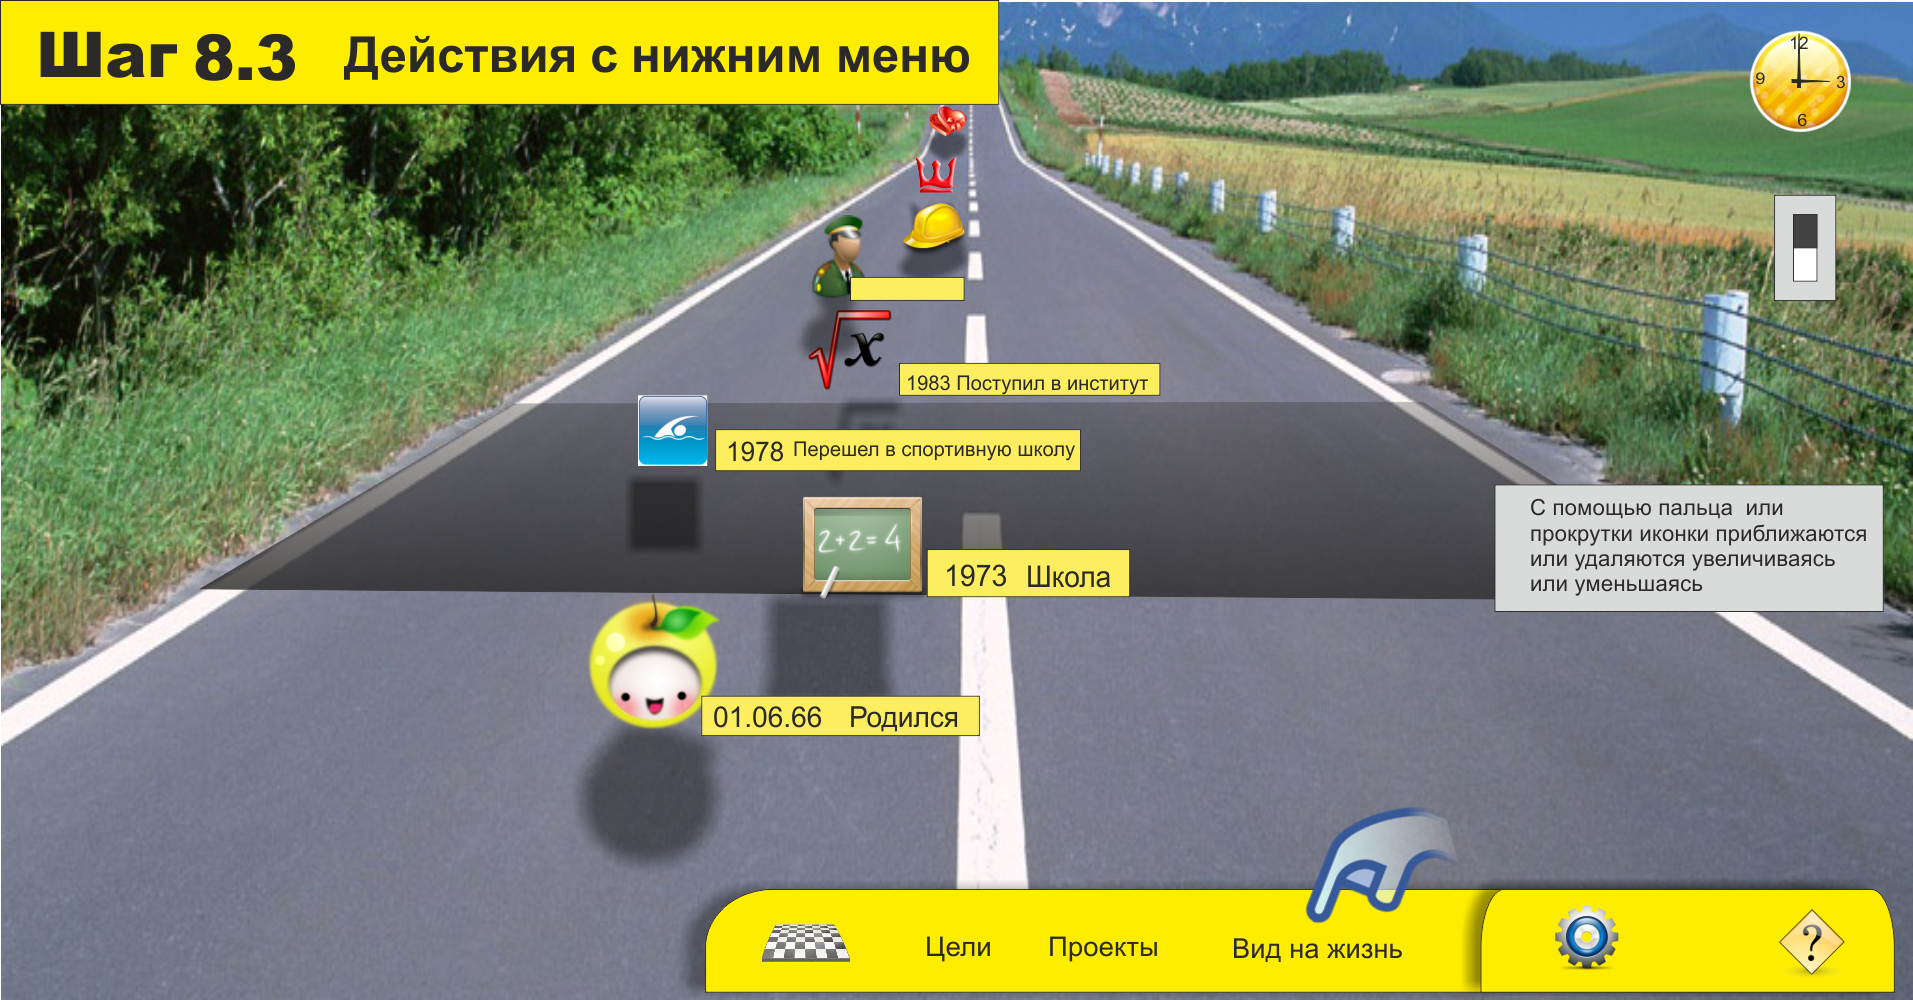 Шаг 8.3 Действия с нижним меню
12
9 3
6
1983 Поступил в институт
1978 Перешел в спортивную школу
2+2=4
1973 Школа
С помощью пальца или
прокрутки иконки приближаются
или удаляются увеличиваясь
или уменьшаясь
01.06.66 Родился
x
Цели Проекты Вид на жизнь
?